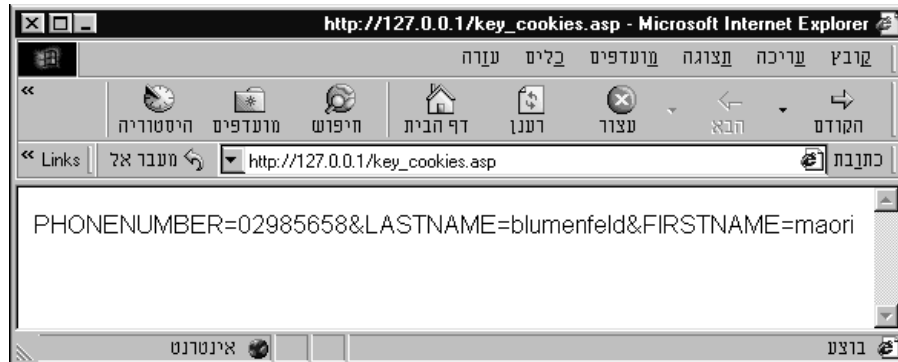 http://127.0.0.1/key_cookies.asp - Microsoft Internet Explorer
קובץ עריכה תצוגה מועדפים כלים עזרה
הקודם הבא עצור רענן דף הבית חיפוש מועדפים היסטוריה »
כתובת http://127.0.0.1/key_cookies.asp מעבר אל Links »
PHONENUMBER=02985658&LASTNAME=blumenfeld&FIRSTNAME=maori
בוצע אינטרנט